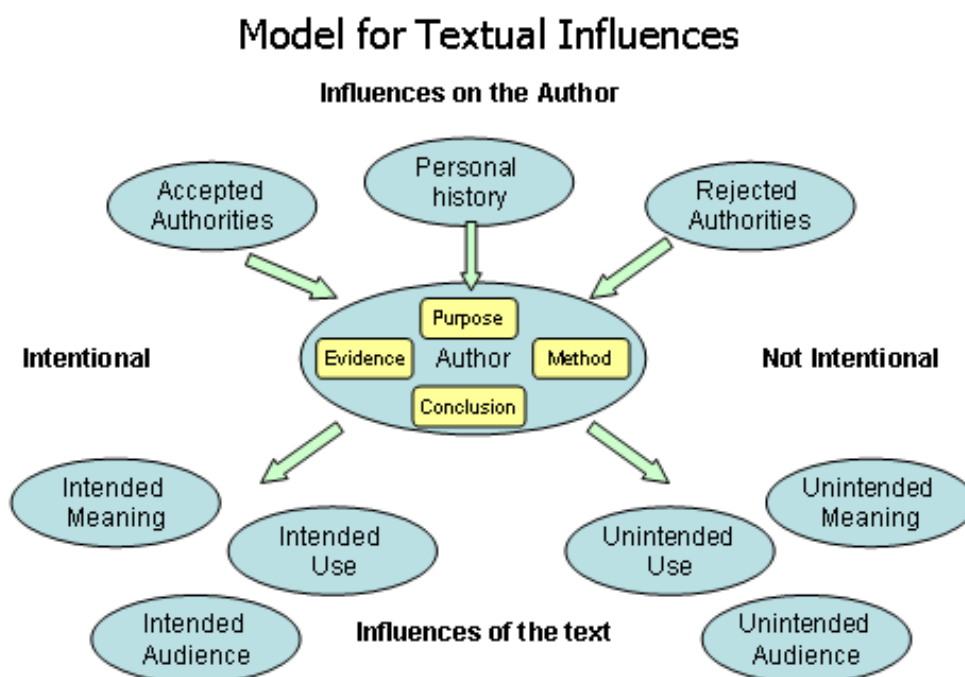 Model for Textual Influences
Influences on the Author
Accepted
Authorities
Personal
history
Rejected
Authorities
Purpose
Evidence
Author
Method
Conclusion
Intentional
Not Intentional
Intended
Meaning
Intended
Use
Intended
Audience
Unintended
Meaning
Unintended
Use
Unintended
Audience
Influences of the text